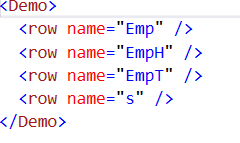 <Demo>
<row name="Emp" />
<row name="EmpH" />
<row name="EmpT" />
<row name="s" />
</Demo>